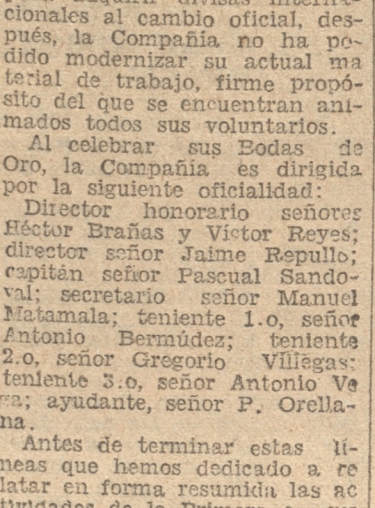 cionales al cambio oficial, des-
pués, la Compañía no ha po-
dido modernizar su actual ma
terial de trabajo, firme propó-
sito del que se encuentran ani-
mados todos sus voluntarios.
Al celebrar sus Bodas de
Oro, la Compañía es dirigida
por la siguiente oficialidad:
Director honorario señores
Héctor Brañas y Victor Reyes;
director señor Jaime Repullo;
capitán señor Pascual Sando-
val; secretario señor Manuel
Matamala; teniente 1.o, señor
Antonio Bermúdez; teniente
2.o, señor Gregorio Villegas;
teniente 3.o, señor Antonio Ve
ga; ayudante, señor P. Orella-
na.
Antes de terminar estas lí-
neas que hemos dedicado a re
latar en forma resumida las ac